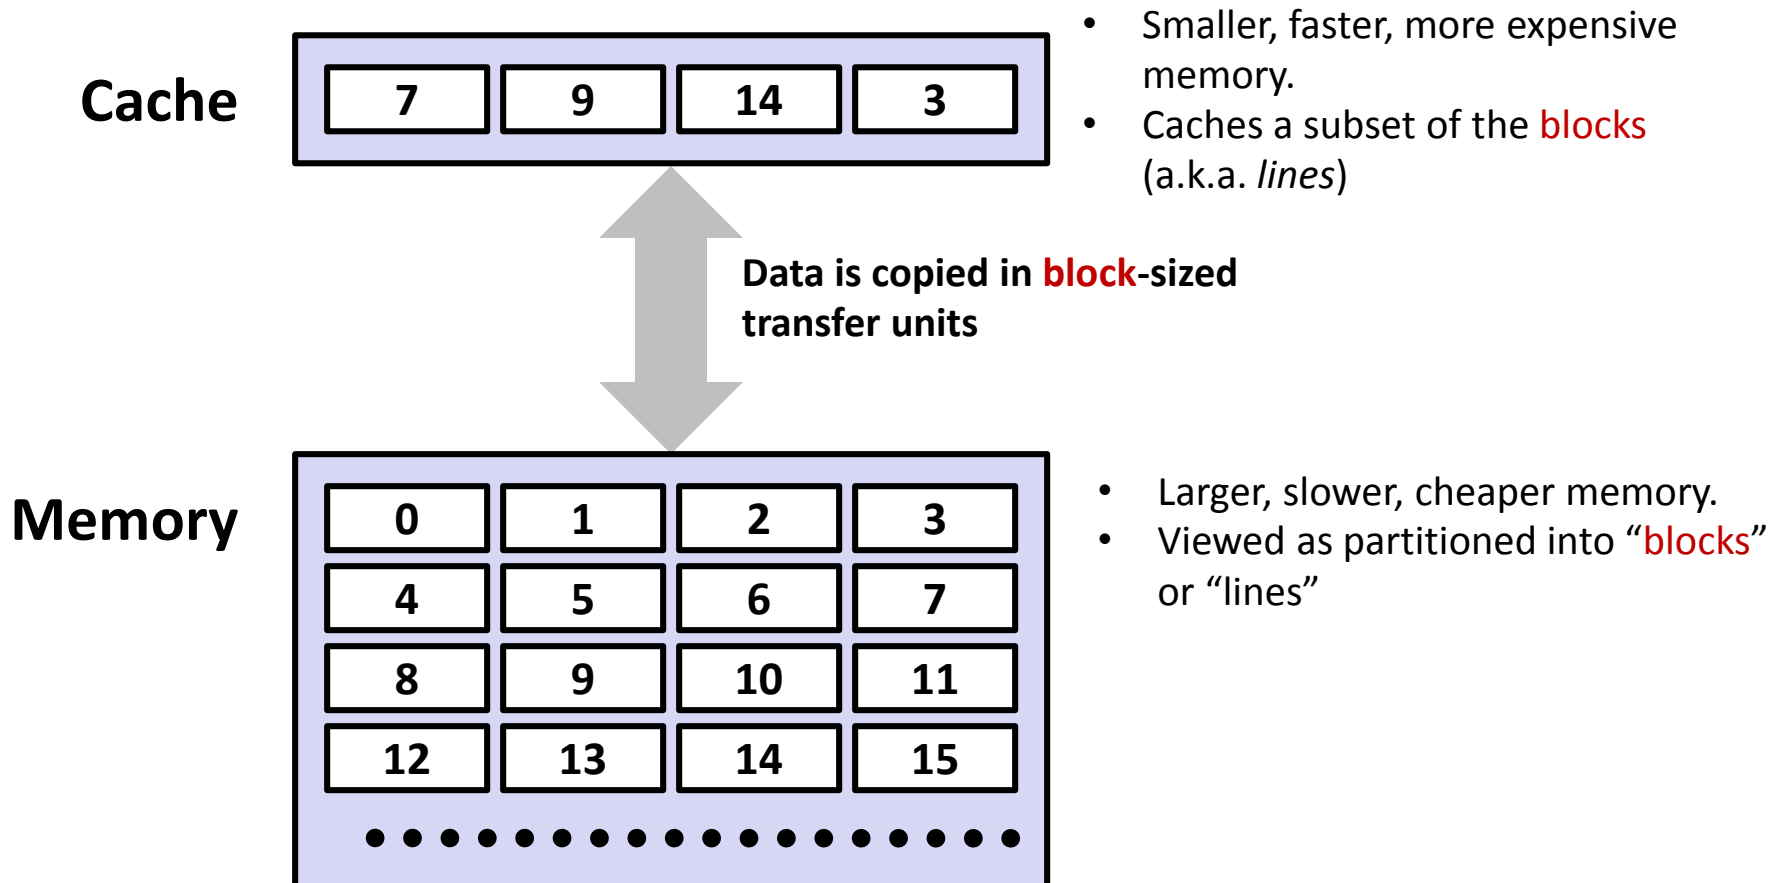 Cache
7 9 14 3
• Smaller, faster, more expensive
memory.
• Caches a subset of the blocks
(a.k.a. lines)
Data is copied in block-sized
transfer units
Memory
0 1 2 3
4 5 6 7
8 9 10 11
12 13 14 15
• Larger, slower, cheaper memory.
• Viewed as partitioned into “blocks”
or “lines”